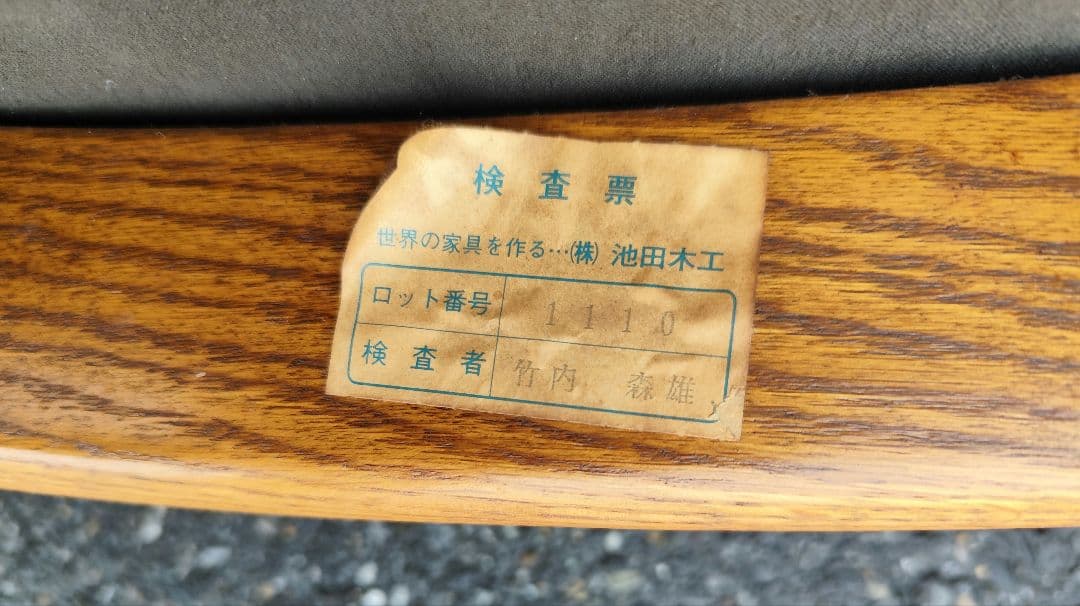 検査票
世界の家具を作る…㈱ 池田木工
ロット番号 1110
検査者 竹内 森雄